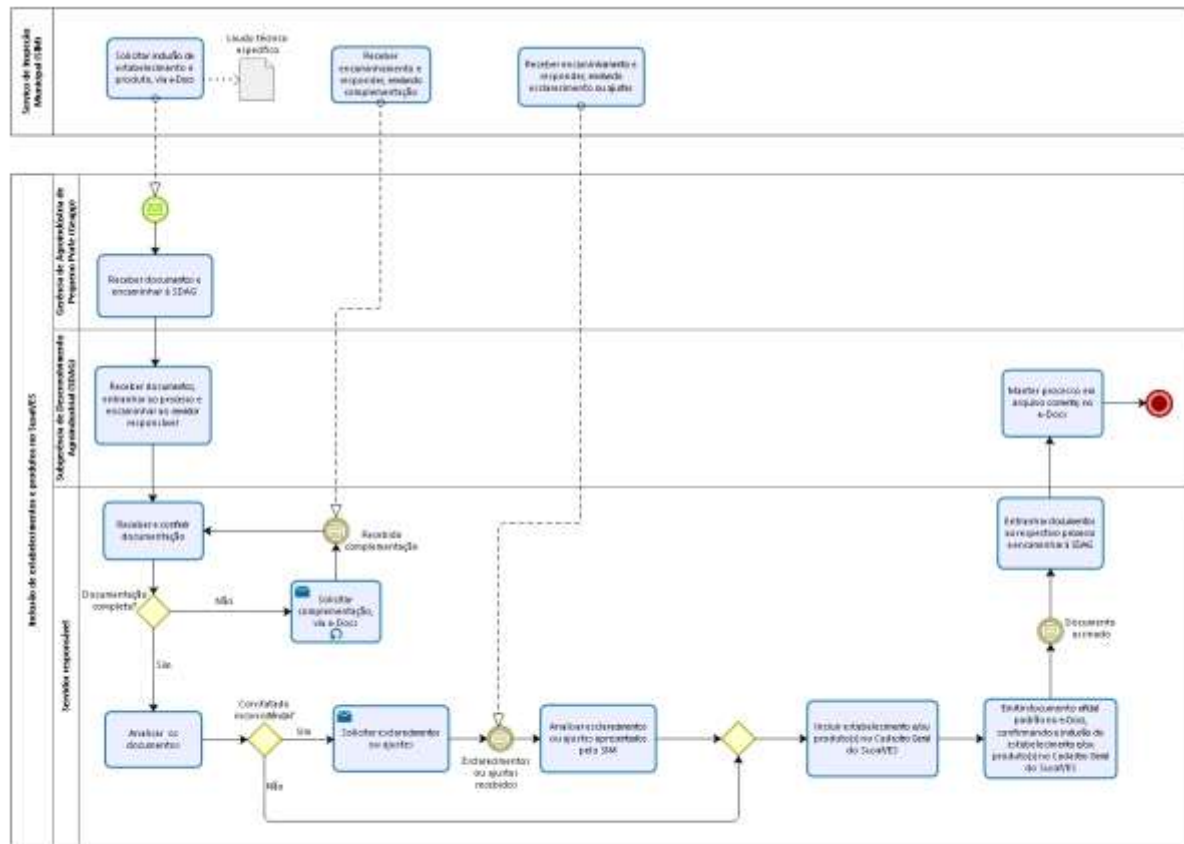 Serviço de Inspeção
Municipal (SIM)
Solicitar inclusão de
estabelecimento e
produto, via e-Docs
Laudo técnico
específico
Receber
encaminhamento e
responder, enviando
complementação
Receber encaminhamento e
responder, enviando
esclarecimento ou ajustes
Inclusão de estabelecimentos e produtos no Susaf/ES
Gerência de Agroindústria de
Pequeno Porte
Receber documentos e
encaminhar à SDAG
Subgerência de Desenvolvimento
Agroindustrial (SDAG)
Receber documentos,
entranhar ao processo e
encaminhar ao servidor
responsável
Manter processo em
arquivo corrente, no
e-Docs
Servidor responsável
Receber e conferir
documentação
Recebida
complementação
Documentação
completa?
Não
Solicitar
complementação,
via e-Docs
Sim
Entranhar documento
ao respectivo processo
e encaminhar à SDAG
Documento
assinado
Analisar os
documentos
Constatada
inconsistência?
Sim
Não
Solicitar esclarecimentos
ou ajustes
Esclarecimentos
ou ajustes
recebidos
Analisar esclarecimentos
ou ajustes apresentados
pelo SIM
Incluir estabelecimento e/ou
produto(s) no Cadastro Geral
do Susaf/ES
Emitir documento oficial
padrão no e-Docs,
confirmando a inclusão do
estabelecimento e/ou
produto(s) no Cadastro Geral
do Susaf/ES